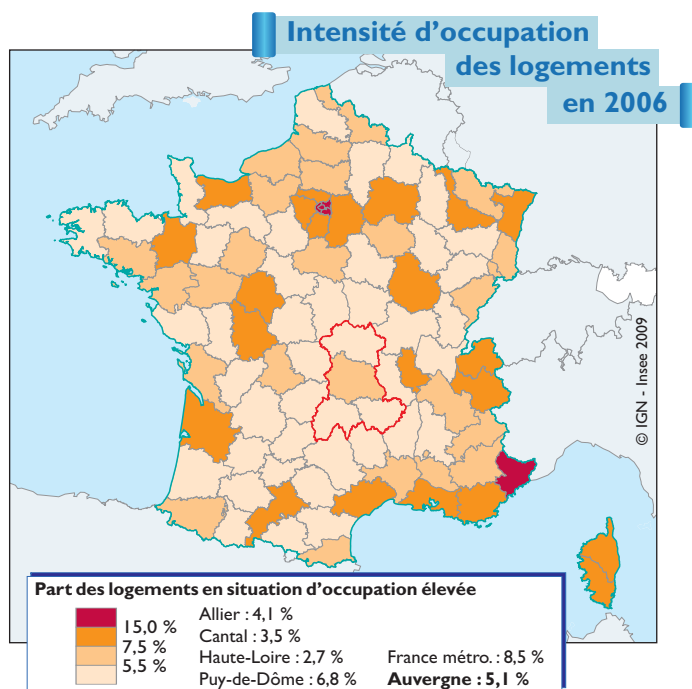 Intensité d’occupation
des logements
en 2006
© IGN - Insee 2009
Part des logements en situation d’occupation élevée
15,0 %
7,5 %
5,5 %
Allier : 4,1 %
Cantal : 3,5 %
Haute-Loire : 2,7 %
Puy-de-Dôme : 6,8 %
France métro. : 8,5 %
Auvergne : 5,1 %